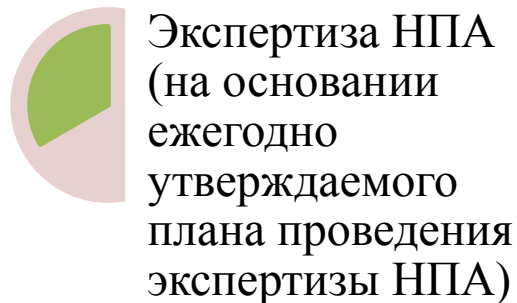 Экспертиза НПА
(на основании
ежегодно
утверждаемого
плана проведения
экспертизы НПА)